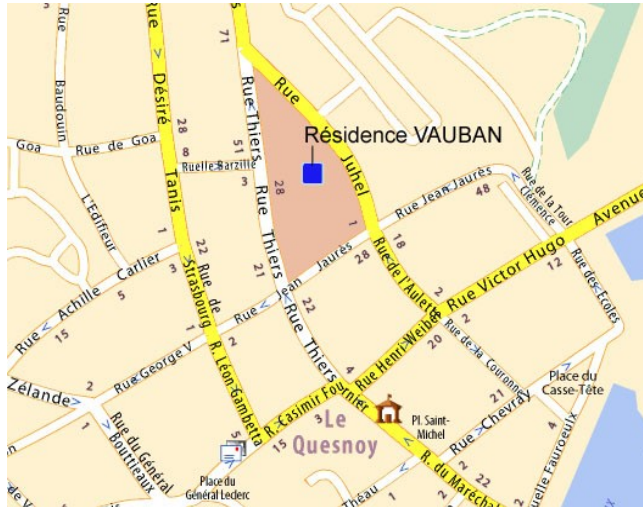 Rue
71
Baudouin
Désiré
Rue Thiers
Rue
Résidence VAUBAN
Goa
Rue de Goa
28
51
8
Ruelle Barzille
3
28
Juhel
Tanis
L'Edifieur
Rue Thiers
Rue Jean Jaurès
48
Rue de la Tour
Clémence
Avenue
Rue Victor Hugo
1
1
18
28
12
Rue des Ecoles
Rue Achille Carlier
3
22
Rue de
Strasbourg
21
Rue Jean Jaurès
22
Rue de l'Aulette
2
2
5
15
1
2
Rue George V
Rue Thiers
4
Rue Henri Weibel
20
Rue de la Couronne
Zélande
2
1
R. Léon Gambetta
R. Casimir Fournier
Place du
Casse-Tête
21
4
Rue du Général
Bouttieaux
5
15
3
Le
Quesnoy
Pl. Saint-
Michel
Rue Chevray
Place du
Général Leclerc
R. du Maréchal
2
22
2
1
Théau